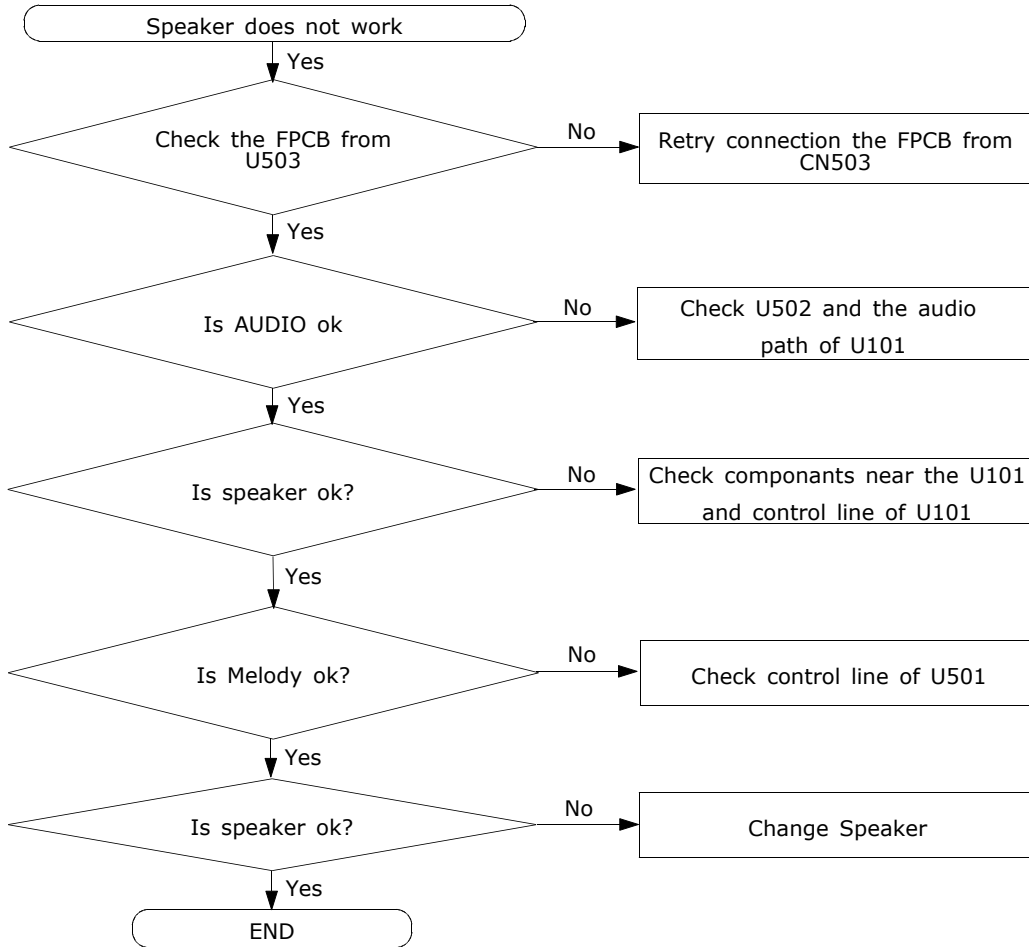 Speaker does not work
Yes
Check the FPCB from
U503
No
Retry connection the FPCB from
CN503
Yes
Is AUDIO ok
No
Check U502 and the audio
path of U101
Yes
Is speaker ok?
No
Check componants near the U101
and control line of U101
Yes
Is Melody ok?
No
Check control line of U501
Yes
Is speaker ok?
No
Change Speaker
Yes
END